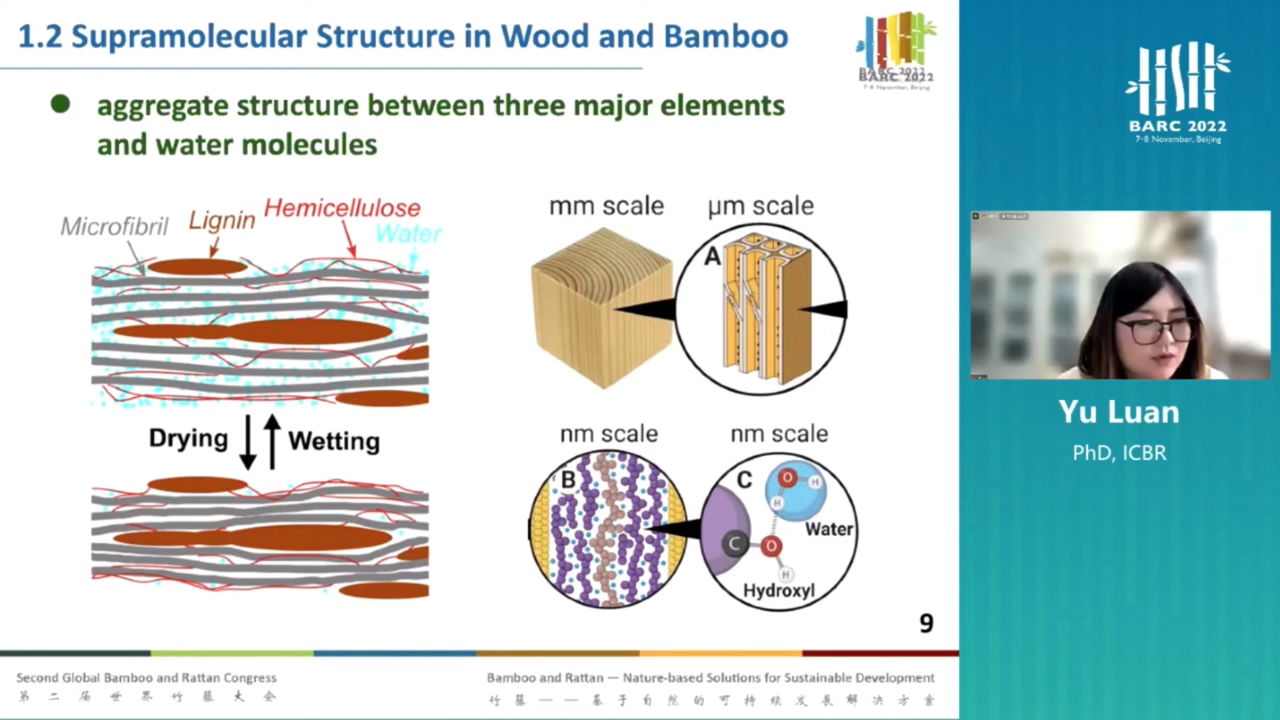 1.2 Supramolecular Structure in Wood and Bamboo
BARC 2022
7-8 November, Beijing
aggregate structure between three major elements
and water molecules
Microfibril
Lignin
Hemicellulose
Water
Drying
Wetting
mm scale
μm scale
A
nm scale
nm scale
B
C
O
H
H
Water
C
O
H
Hydroxyl
9
Second Global Bamboo and Rattan Congress
第二届世界竹藤大会
Bamboo and Rattan — Nature-based Solutions for Sustainable Development
竹藤——基于自然的可持续发展解决方案
BARC 2022
7-8 November, Beijing
Yu Luan
PhD, ICBR